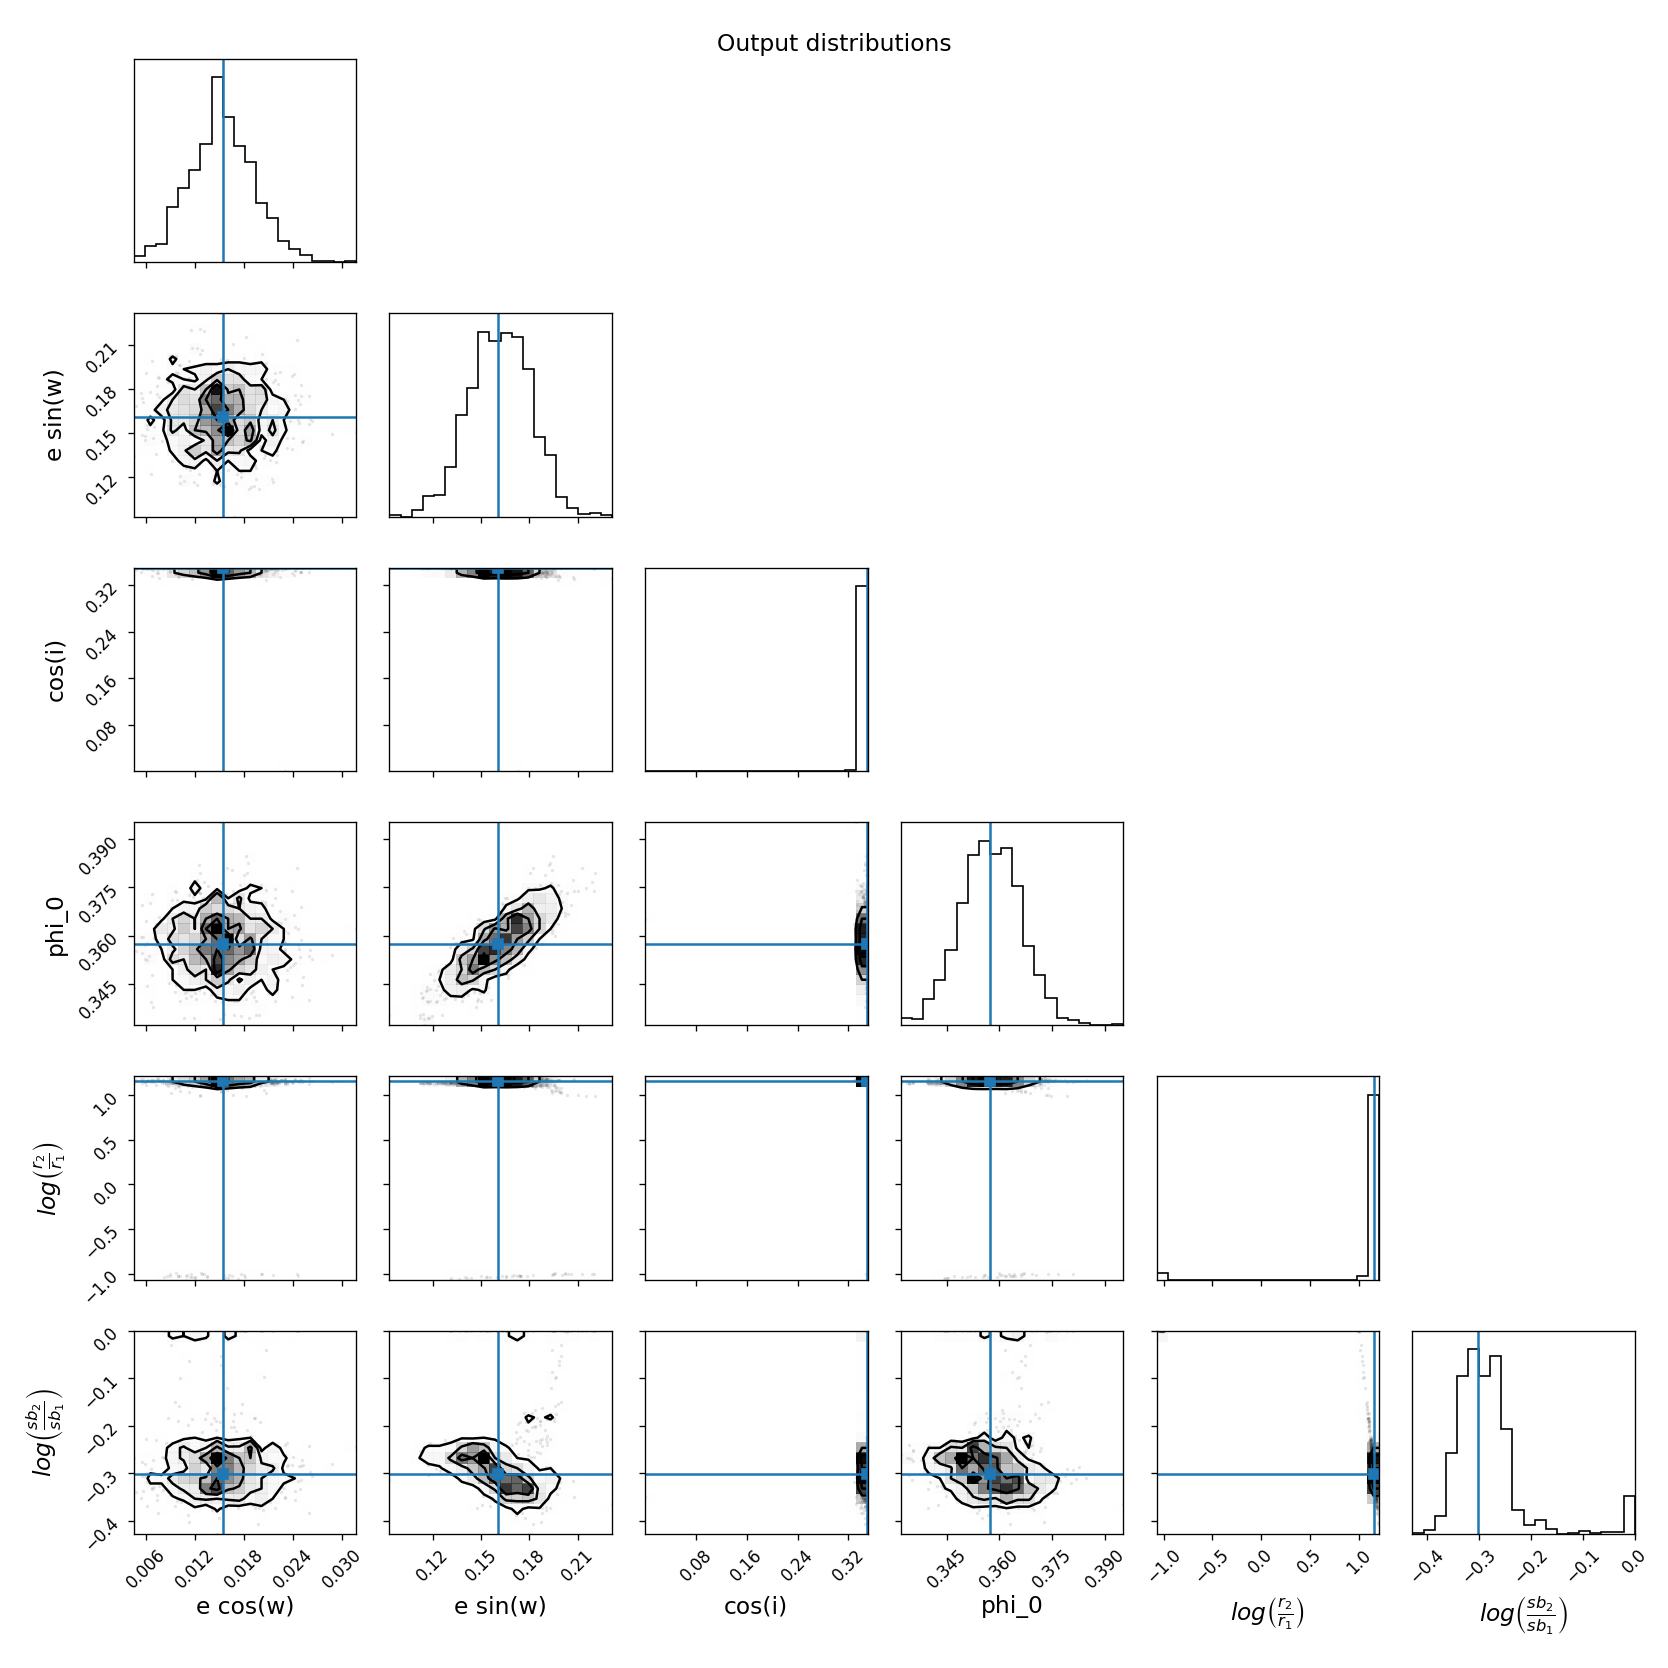 Output distributions
e sin(w)
0.21
0.18
0.15
0.12
cos(i)
0.32
0.24
0.16
0.08
phi_0
0.390
0.375
0.360
0.345
log(r₂/r₁)
1.0
0.5
0.0
−0.5
−1.0
log(sb₂/sb₁)
0.0
−0.1
−0.2
−0.3
−0.4
0.006 0.012 0.018 0.024 0.030
0.12 0.15 0.18 0.21
0.08 0.16 0.24 0.32
0.345 0.360 0.375 0.390
−1.0 −0.5 0.0 0.5 1.0
−0.4 −0.3 −0.2 −0.1 0.0
e cos(w)
e sin(w)
cos(i)
phi_0
log(r₂/r₁)
log(sb₂/sb₁)